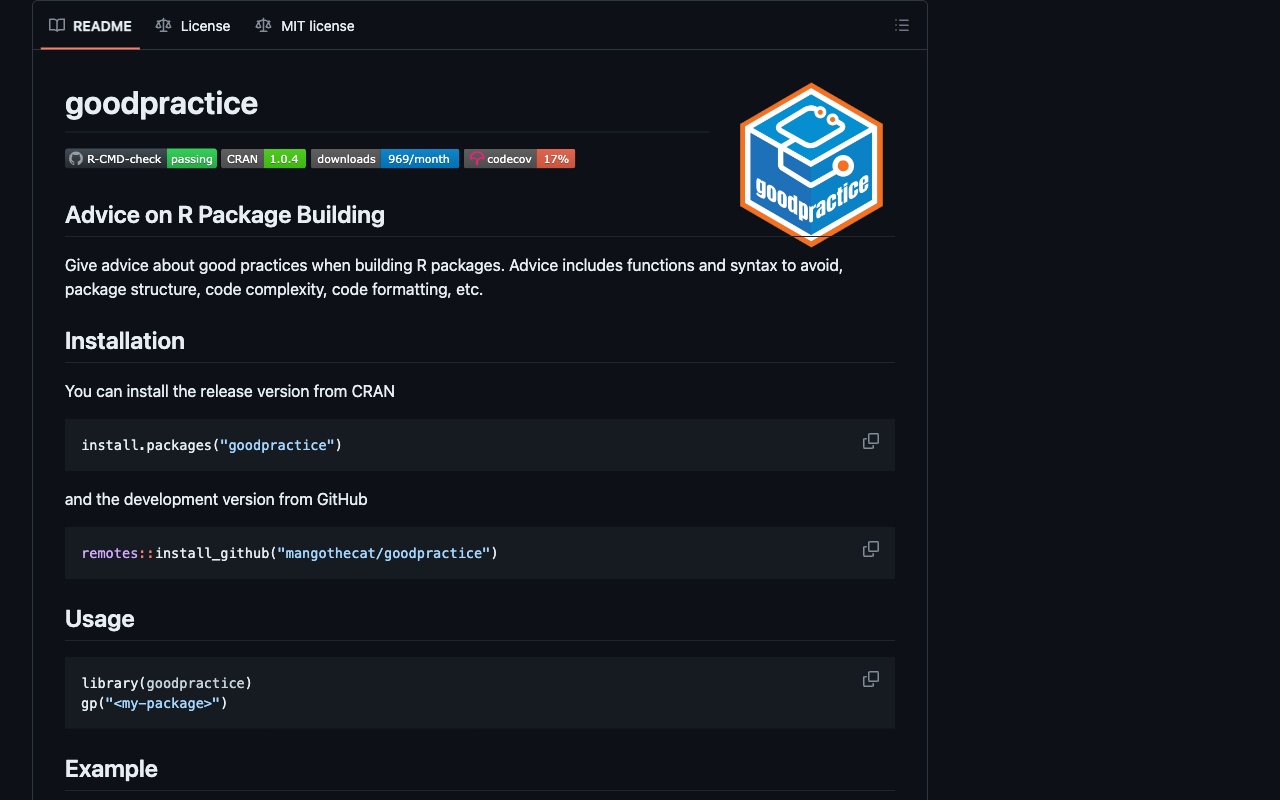 README
License
MIT license
goodpractice
R-CMD-check passing
CRAN 1.0.4
downloads 969/month
codecov 17%
goodpractice
Advice on R Package Building
Give advice about good practices when building R packages. Advice includes functions and syntax to avoid,
package structure, code complexity, code formatting, etc.
Installation
You can install the release version from CRAN
install.packages("goodpractice")
and the development version from GitHub
remotes::install_github("mangothecat/goodpractice")
Usage
library(goodpractice)
gp("<my-package>")
Example